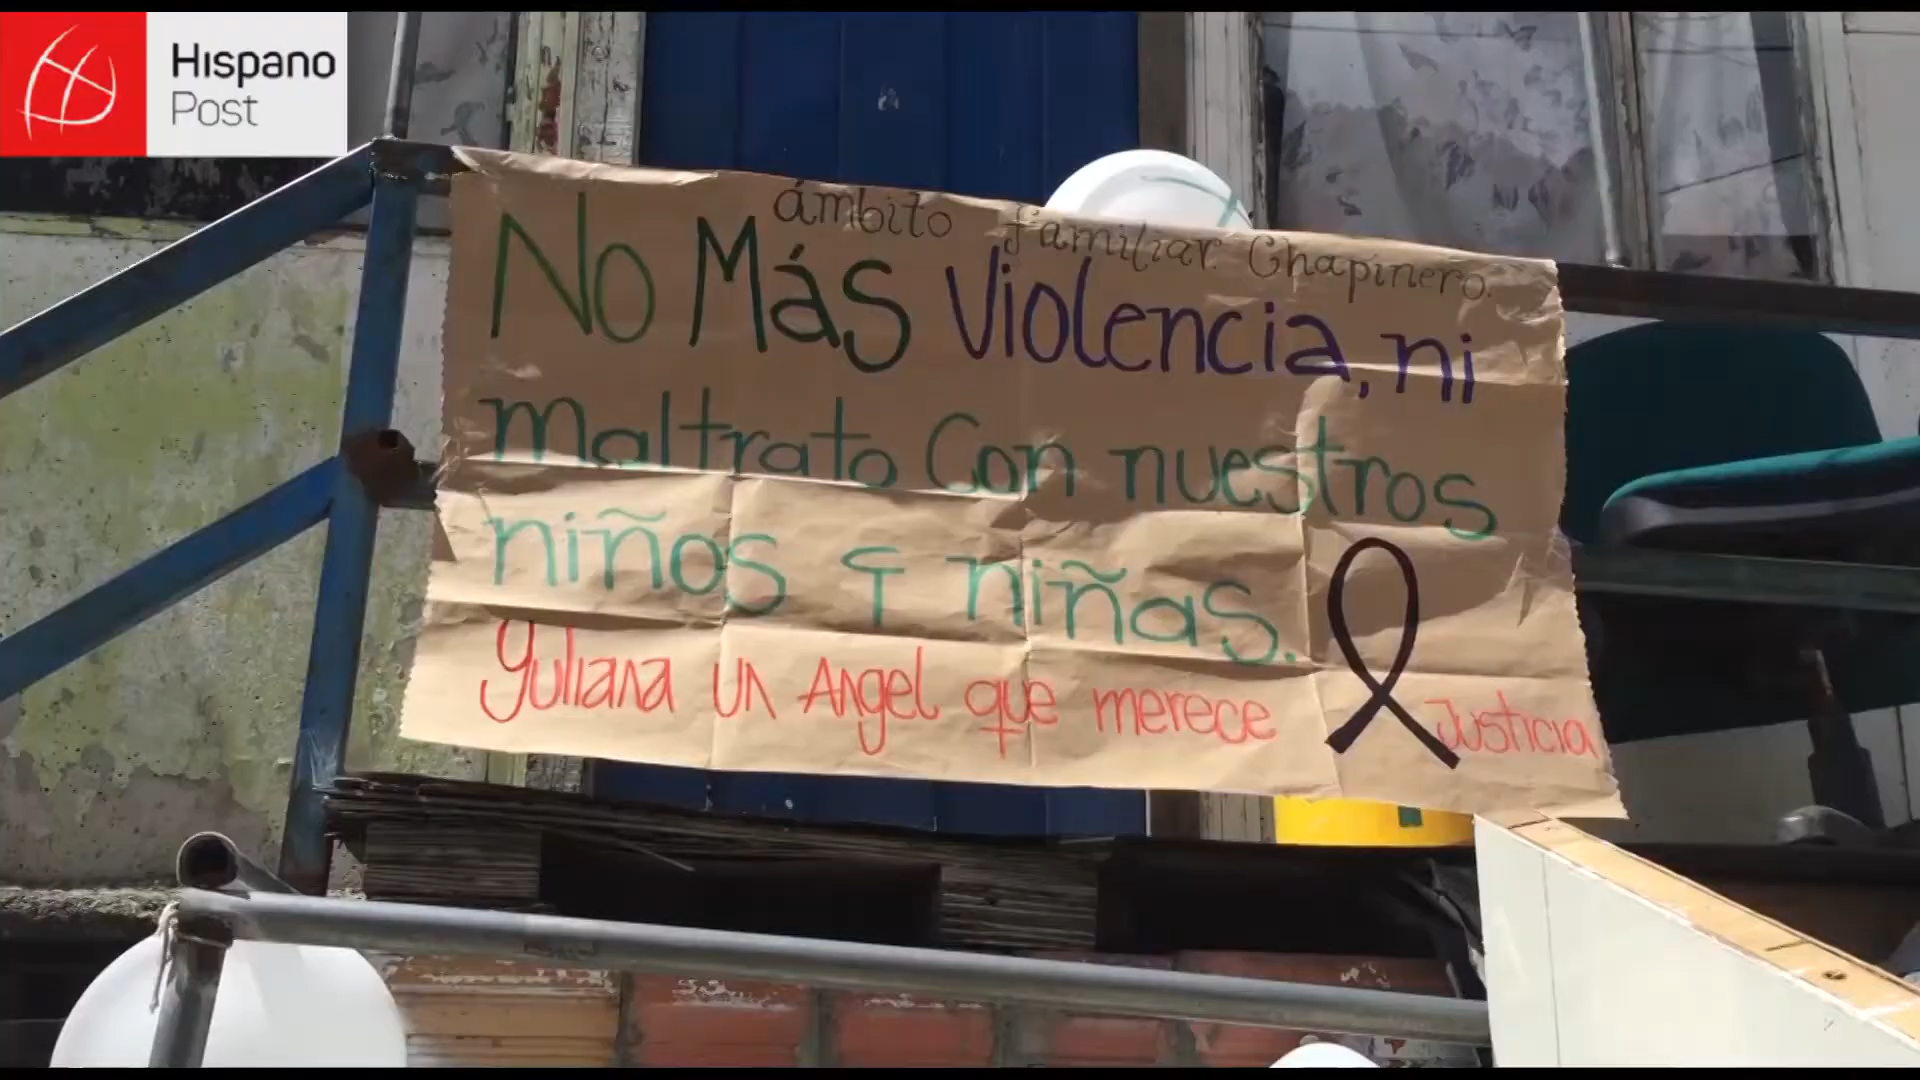 Hispano
Post
ámbito familiar. Chapinero.
No Más Violencia, ni
maltrato Con nuestros
niños y niñas.
Yuliana un Angel que merece Justicia